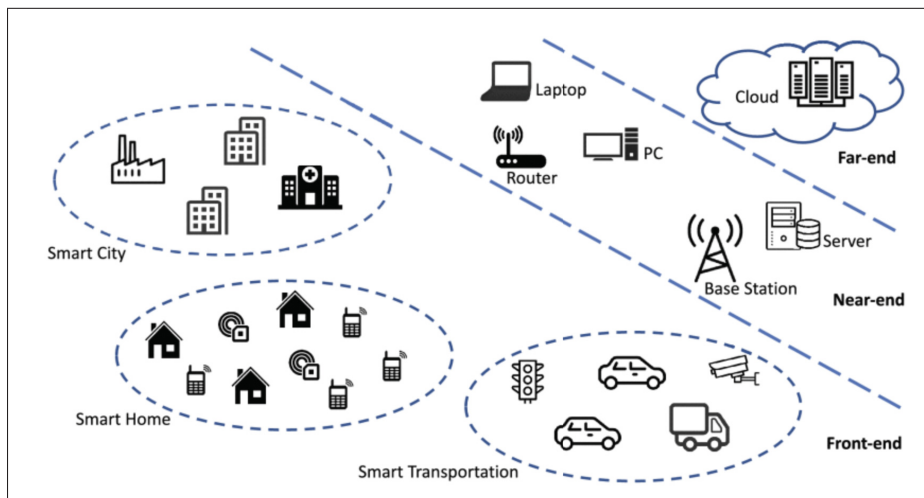 Laptop
Cloud
PC
Far-end
Router
Smart City
Server
Base Station
Near-end
Smart Home
Front-end
Smart Transportation